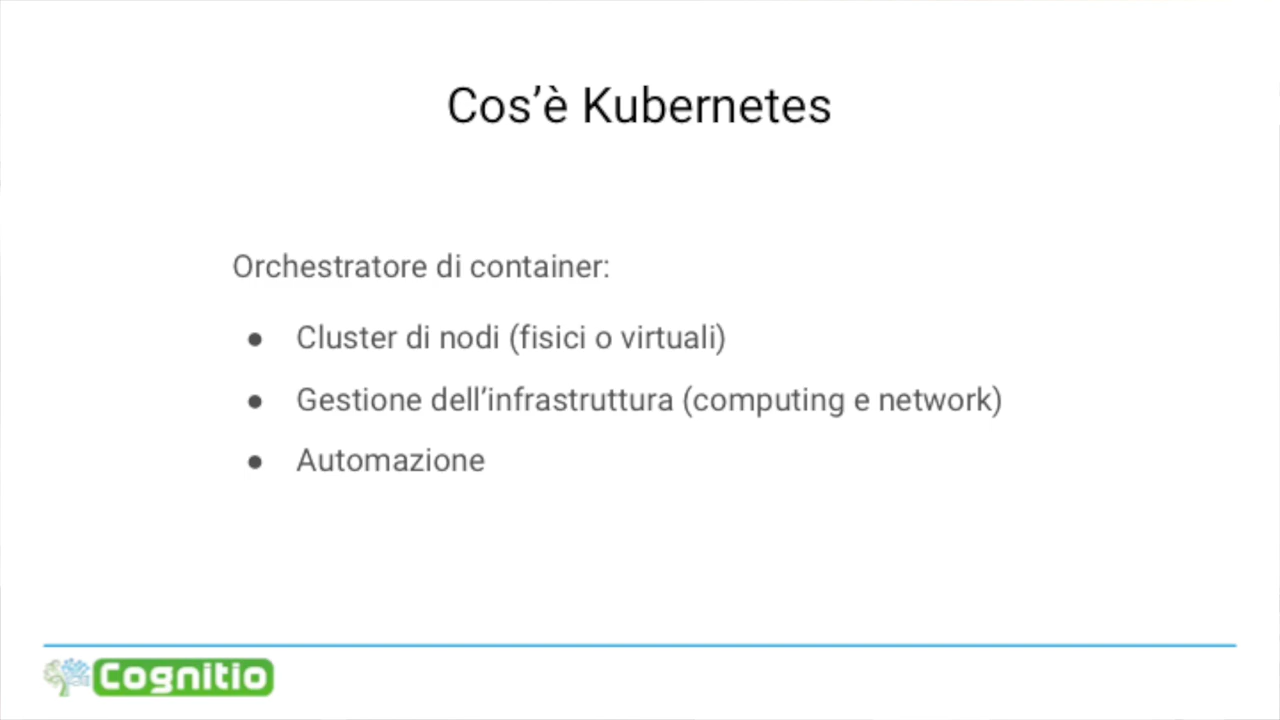 Cos’è Kubernetes
Orchestratore di container:
● Cluster di nodi (fisici o virtuali)
● Gestione dell’infrastruttura (computing e network)
● Automazione
Cognitio